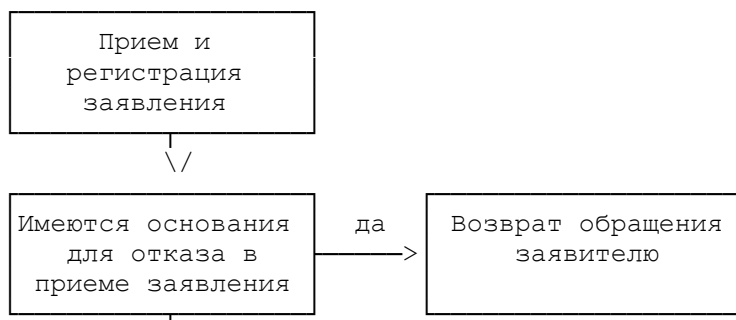 Прием и
регистрация
заявления
\/
Имеются основания
для отказа в
приеме заявления
да
>
Возврат обращения
заявителю